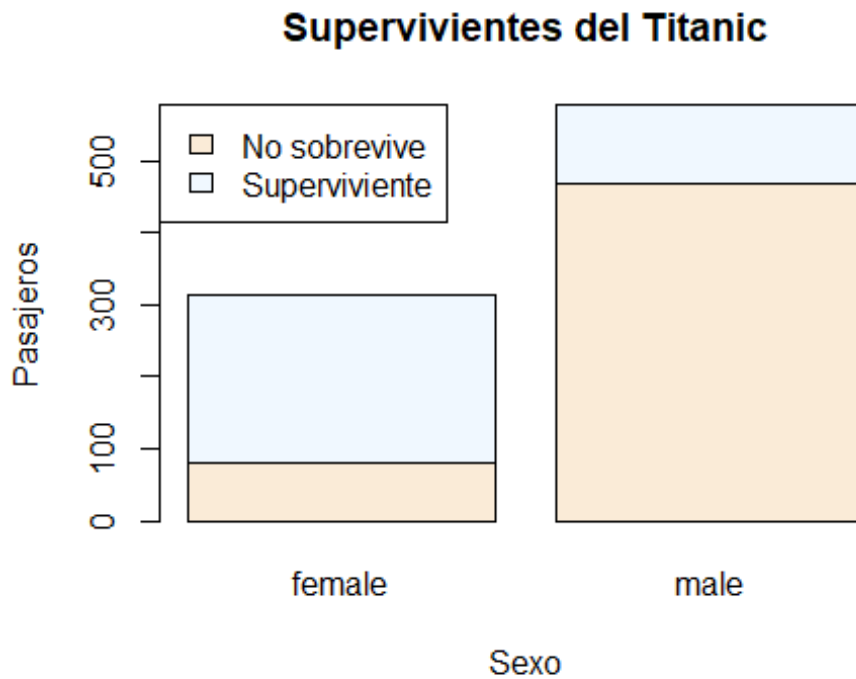 Supervivientes del Titanic
No sobrevive
Superviviente
500
300
100
0
Pasajeros
female
male
Sexo